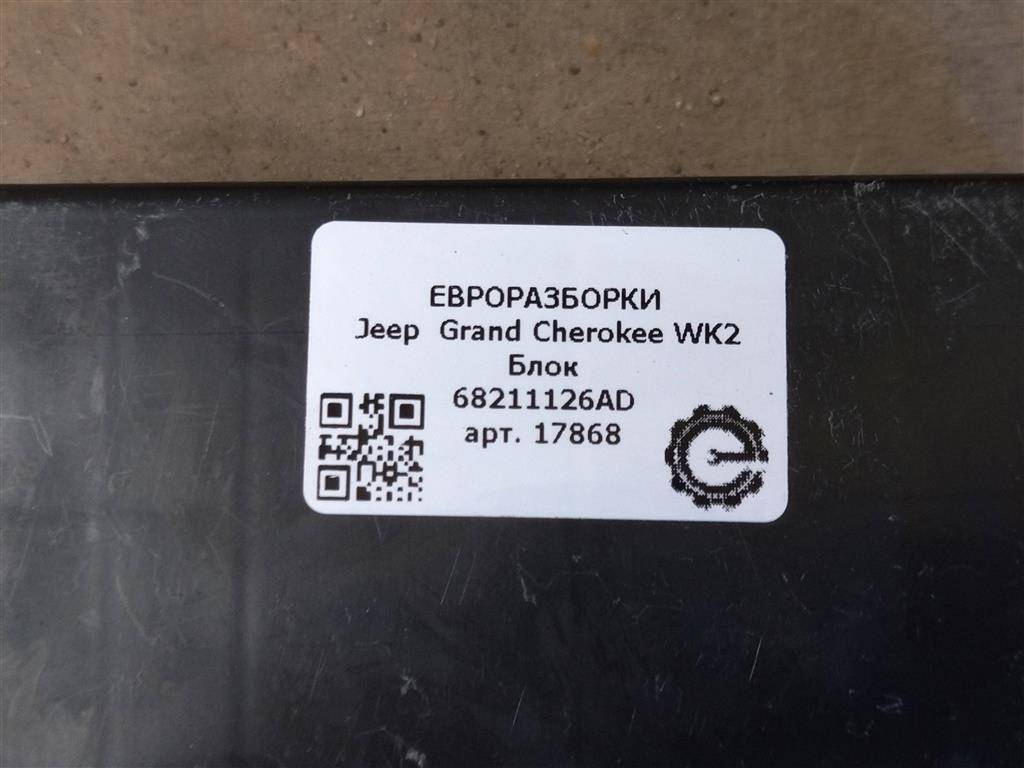 ЕВРОРАЗБОРКИ
Jeep Grand Cherokee WK2
Блок
68211126AD
арт. 17868